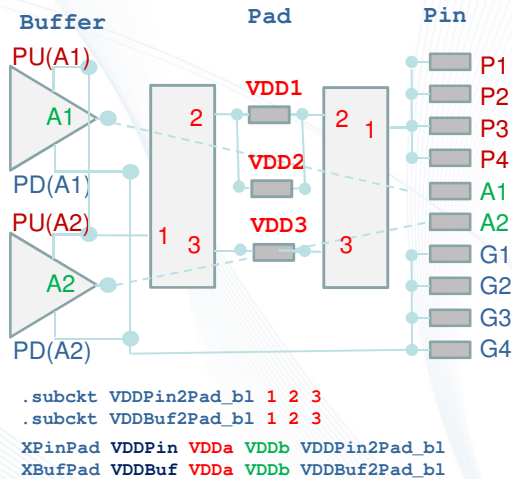 Buffer
Pad
Pin
PU(A1)
A1
PD(A1)
PU(A2)
A2
PD(A2)
1
2
3
VDD1
VDD2
VDD3
2
1
3
P1
P2
P3
P4
A1
A2
G1
G2
G3
G4
.subckt VDDPin2Pad_bl 1 2 3
.subckt VDDBuf2Pad_bl 1 2 3
XPinPad VDDPin VDDa VDDb VDDPin2Pad_bl
XBufPad VDDBuf VDDa VDDb VDDBuf2Pad_bl